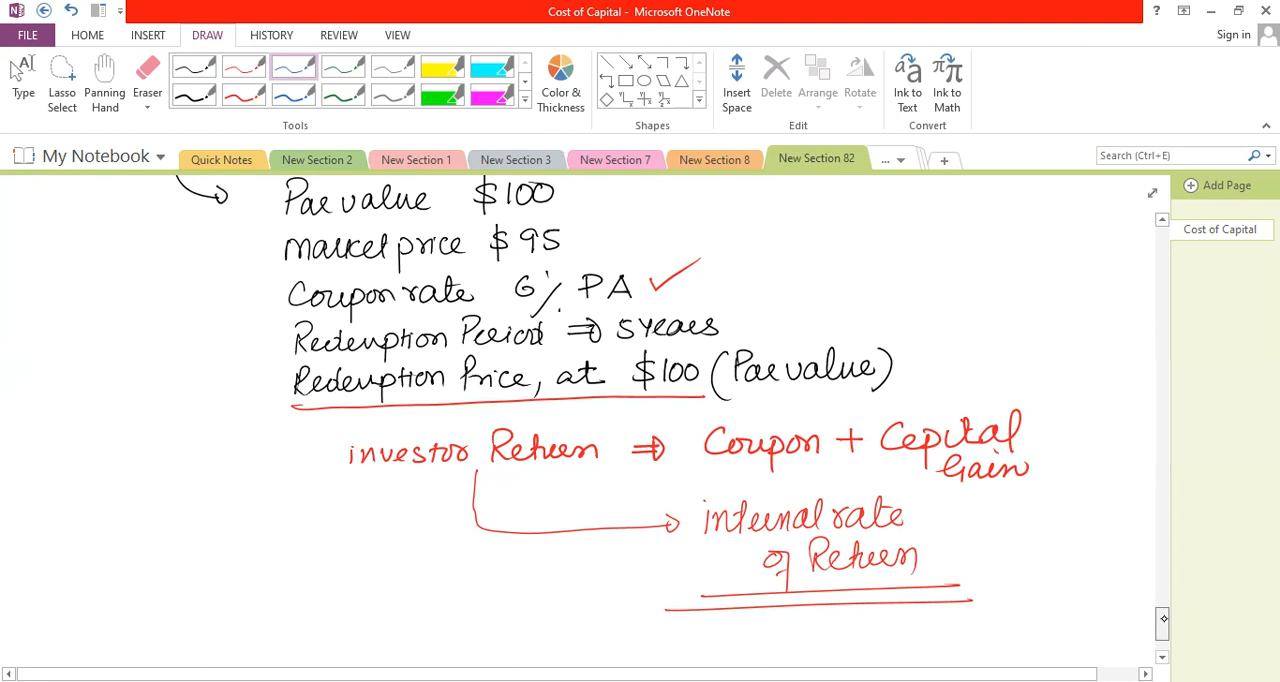 Cost of Capital - Microsoft OneNote
?
FILE HOME INSERT DRAW HISTORY REVIEW VIEW
Sign in
Type
Lasso Select
Panning Hand
Eraser
Color & Thickness
Insert Space
Delete
Arrange
Rotate
Ink to Text
Ink to Math
Tools
Shapes
Edit
Convert
My Notebook
Quick Notes
New Section 2
New Section 1
New Section 3
New Section 7
New Section 8
New Section 82
...
+
Search (Ctrl+E)
Add Page
Cost of Capital
Par value $100
Market price $95
Coupon rate 6% PA ✓
Redemption Period ⇒ 5 years
Redemption Price, at $100 (Par value)
investor Return ⇒ Coupon + Capital
Gain
internal rate
of Return